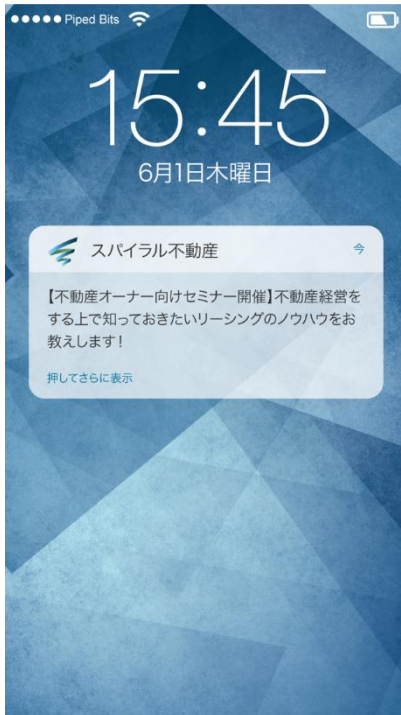 Piped Bits
15:45
6月1日木曜日
スパイラル不動産
今
【不動産オーナー向けセミナー開催】不動産経営を
する上で知っておきたいリーシングのノウハウをお
教えします！
押してさらに表示